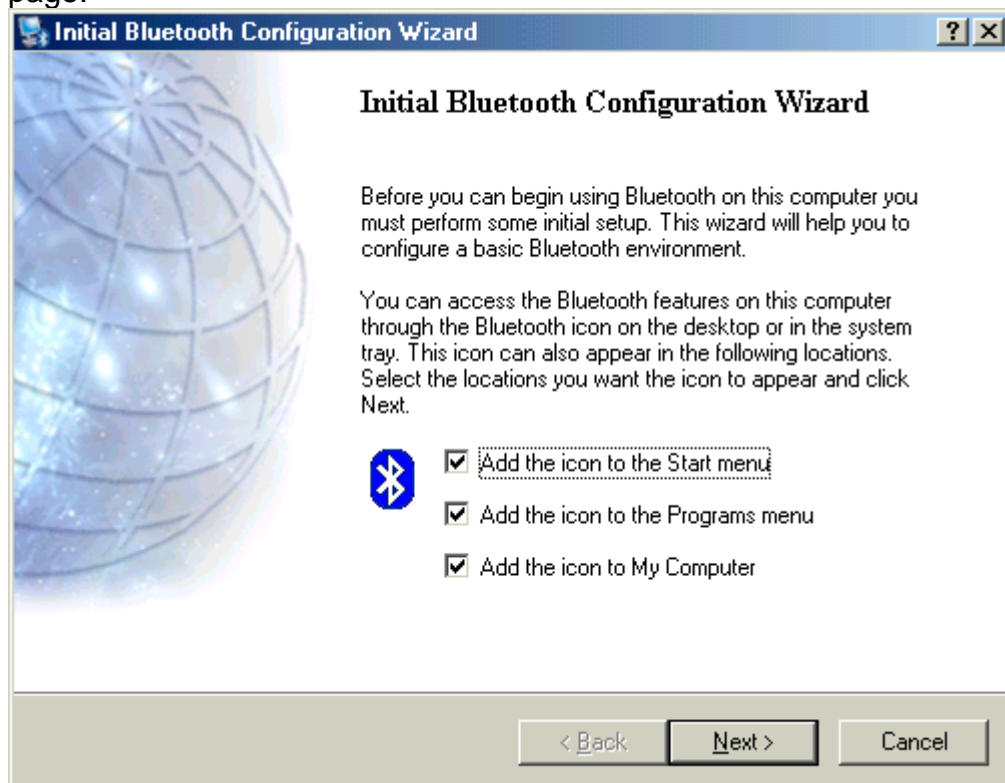 page.
Initial Bluetooth Configuration Wizard
Initial Bluetooth Configuration Wizard
Before you can begin using Bluetooth on this computer you
must perform some initial setup. This wizard will help you to
configure a basic Bluetooth environment.
You can access the Bluetooth features on this computer
through the Bluetooth icon on the desktop or in the system
tray. This icon can also appear in the following locations.
Select the locations you want the icon to appear and click
Next.
Add the icon to the Start menu
Add the icon to the Programs menu
Add the icon to My Computer
< Back
Next >
Cancel